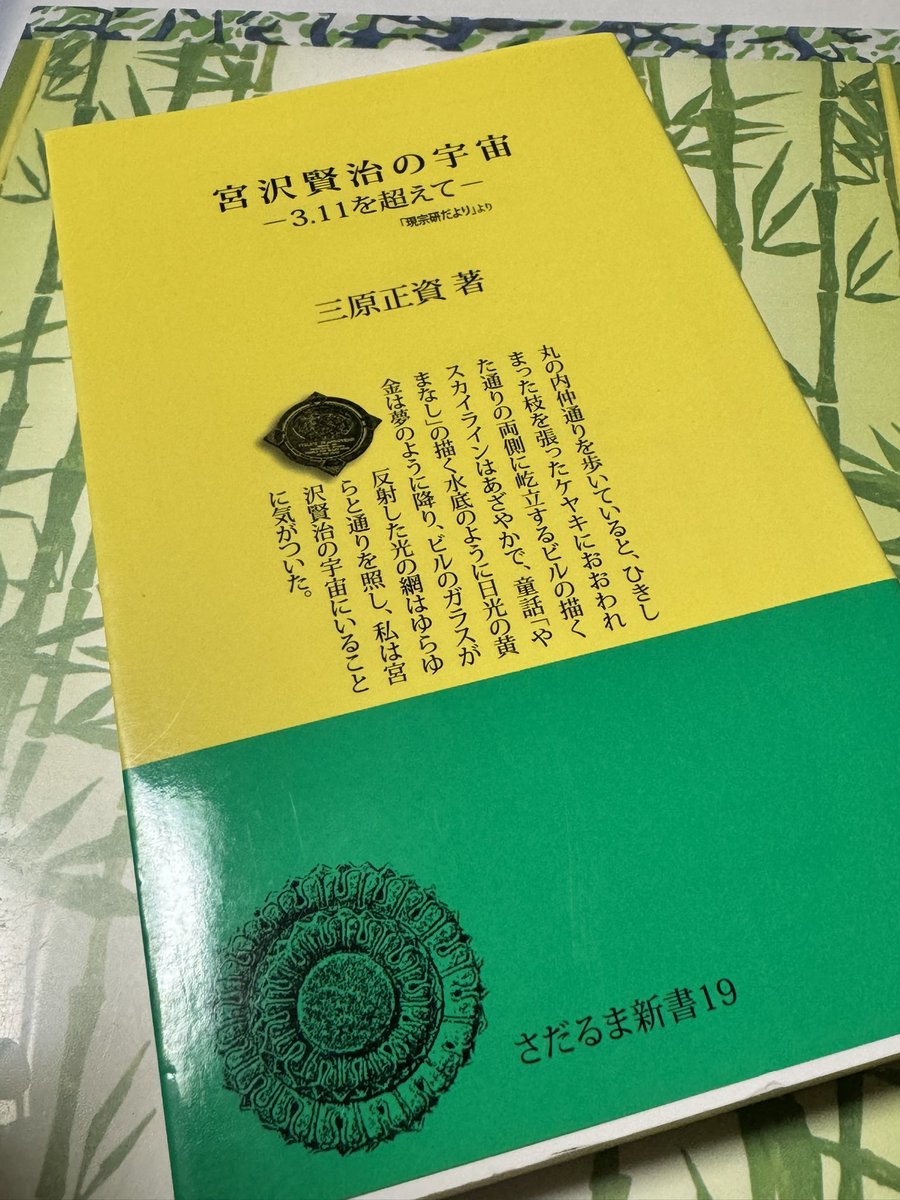 宮沢賢治の宇宙
－3.11を超えて－
「現宗研だより」より
三原正資 著
丸の内仲通りを歩いていると、ひきし
まった枝を張ったケヤキにおおわれ
た通りの両側に屹立するビルの描く
スカイラインはあざやかで、童話「や
まなし」の描く水底のように日光の黄
金は夢のように降り、ビルのガラスが
反射した光の網はゆらゆ
らと通りを照し、私は宮
沢賢治の宇宙にいること
に気がついた。
さだるま新書19